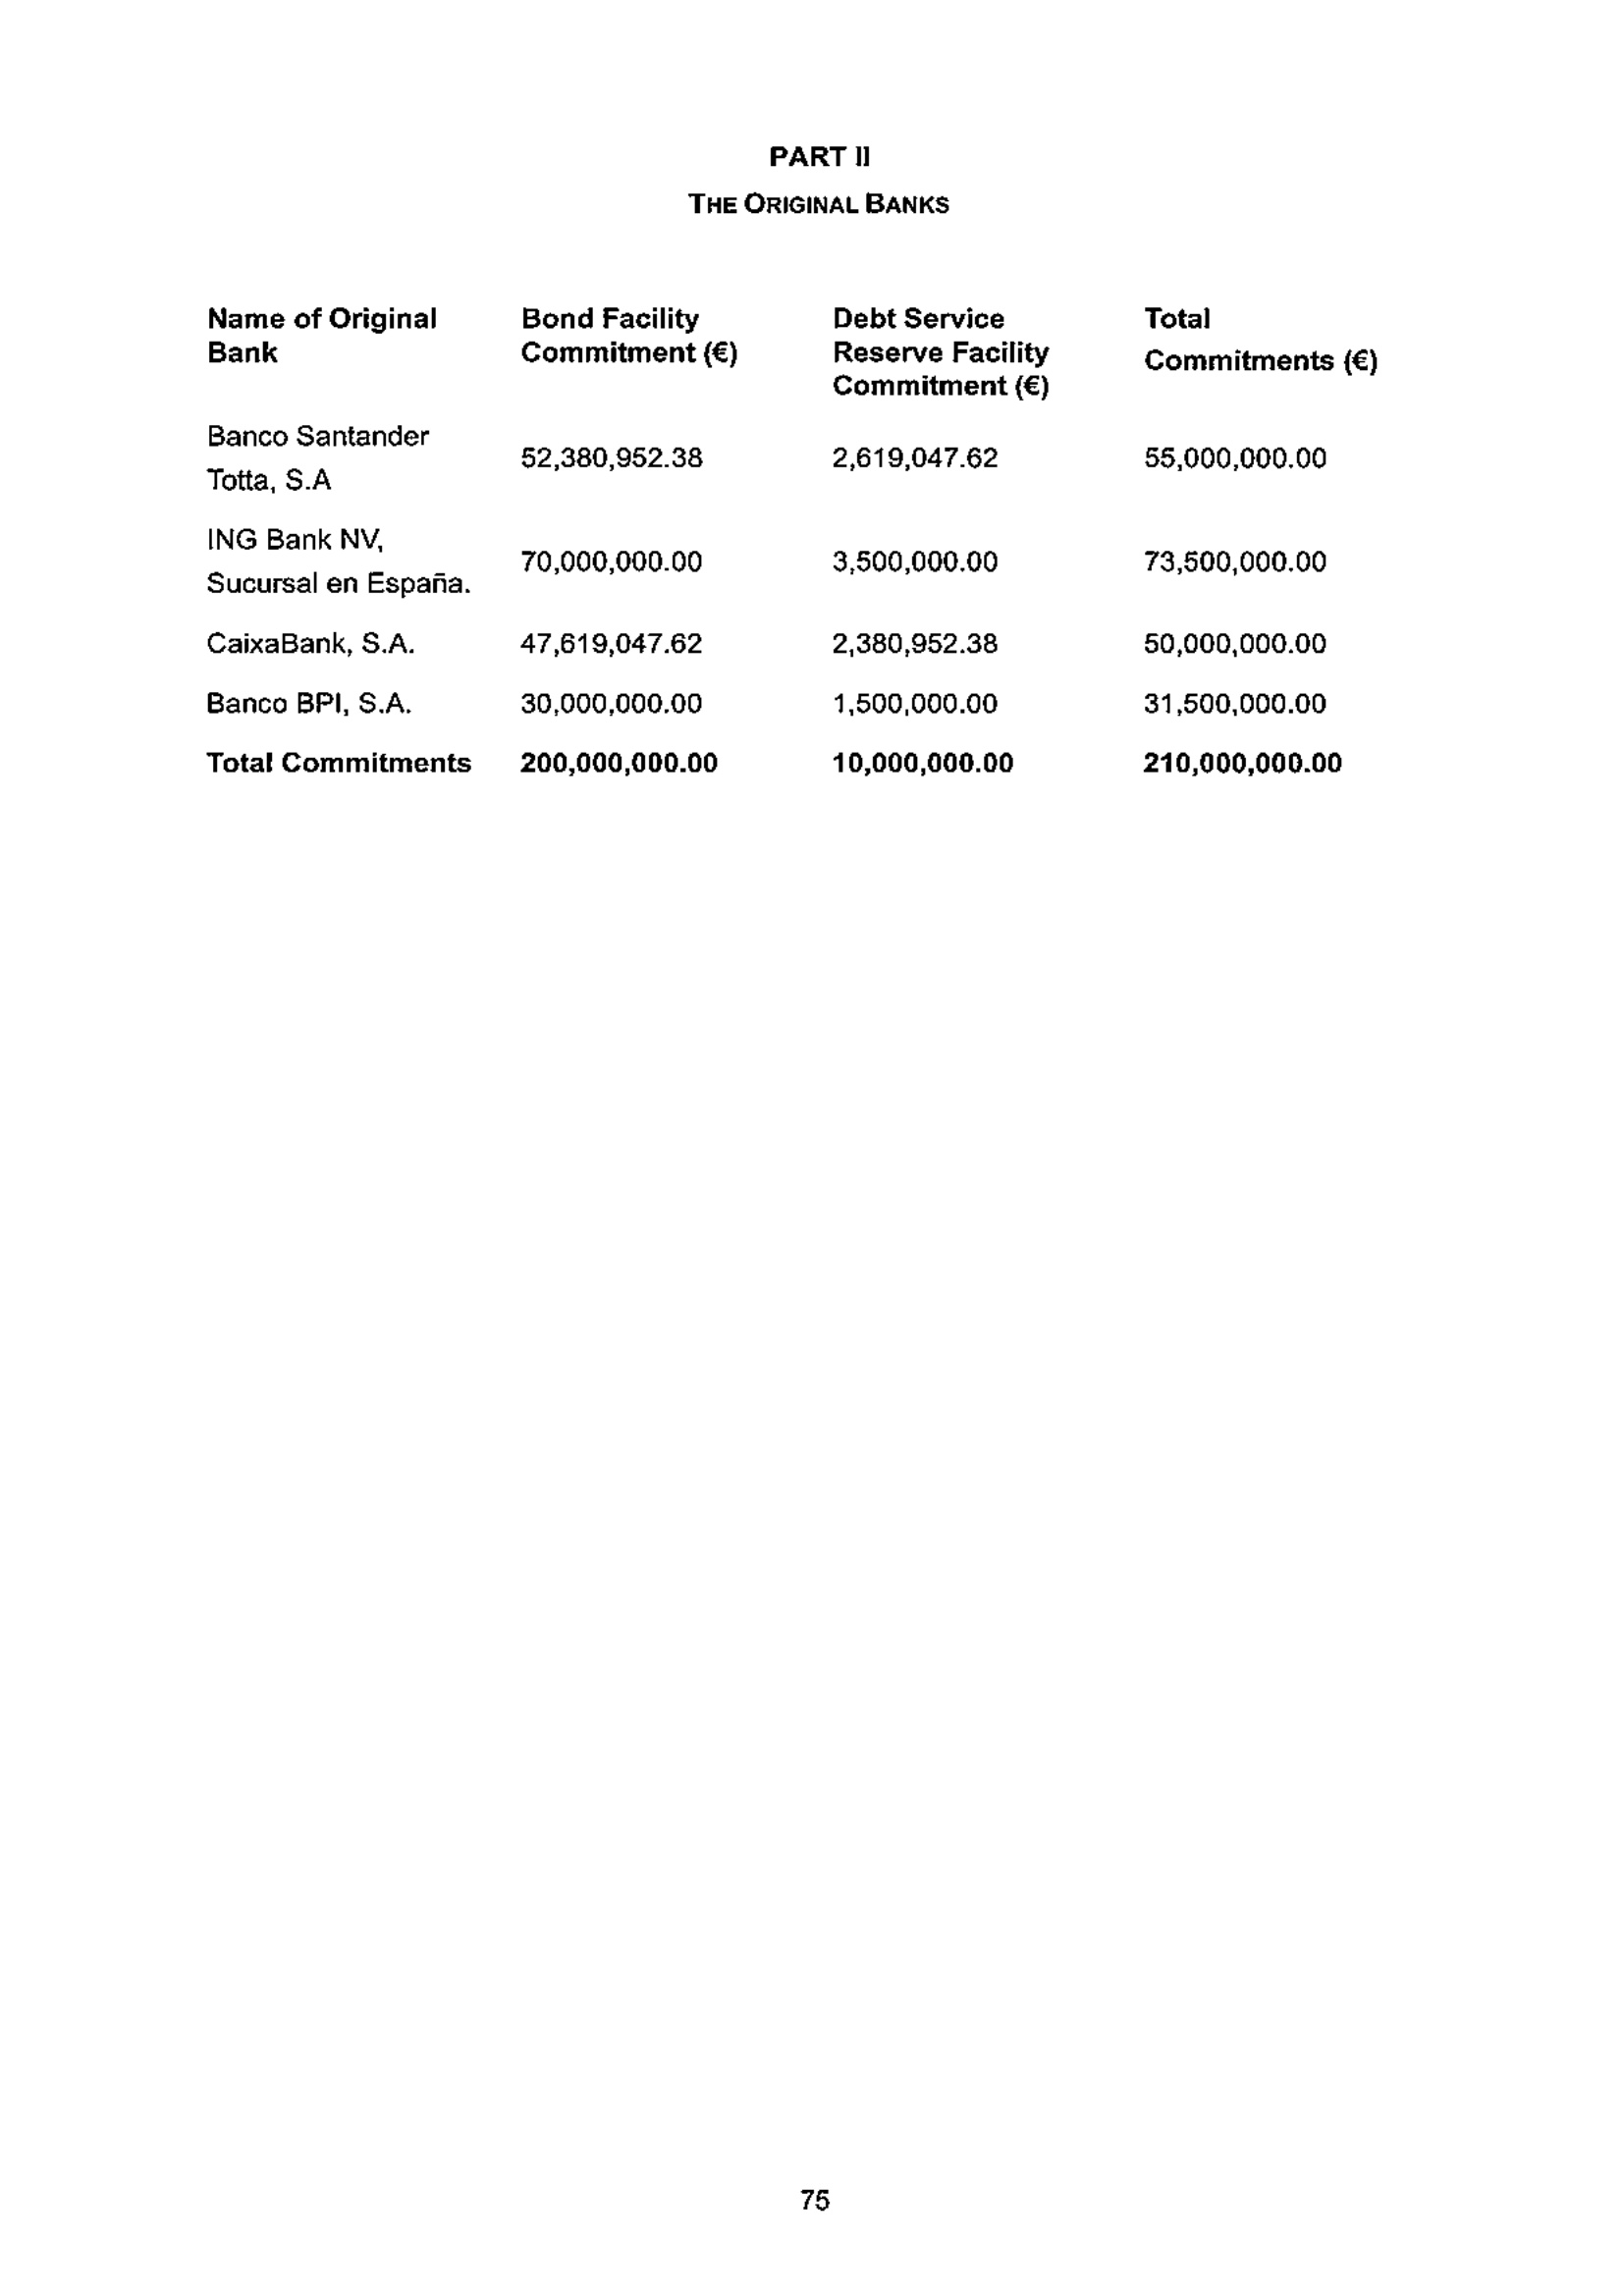 PART II
THE ORIGINAL BANKS
Name of Original Bank Bond Facility Commitment (€) Debt Service Reserve Facility Commitment (€) Total Commitments (€)
Banco Santander Totta, S.A 52,380,952.38 2,619,047.62 55,000,000.00
ING Bank NV, Sucursal en España. 70,000,000.00 3,500,000.00 73,500,000.00
CaixaBank, S.A. 47,619,047.62 2,380,952.38 50,000,000.00
Banco BPI, S.A. 30,000,000.00 1,500,000.00 31,500,000.00
Total Commitments 200,000,000.00 10,000,000.00 210,000,000.00
75